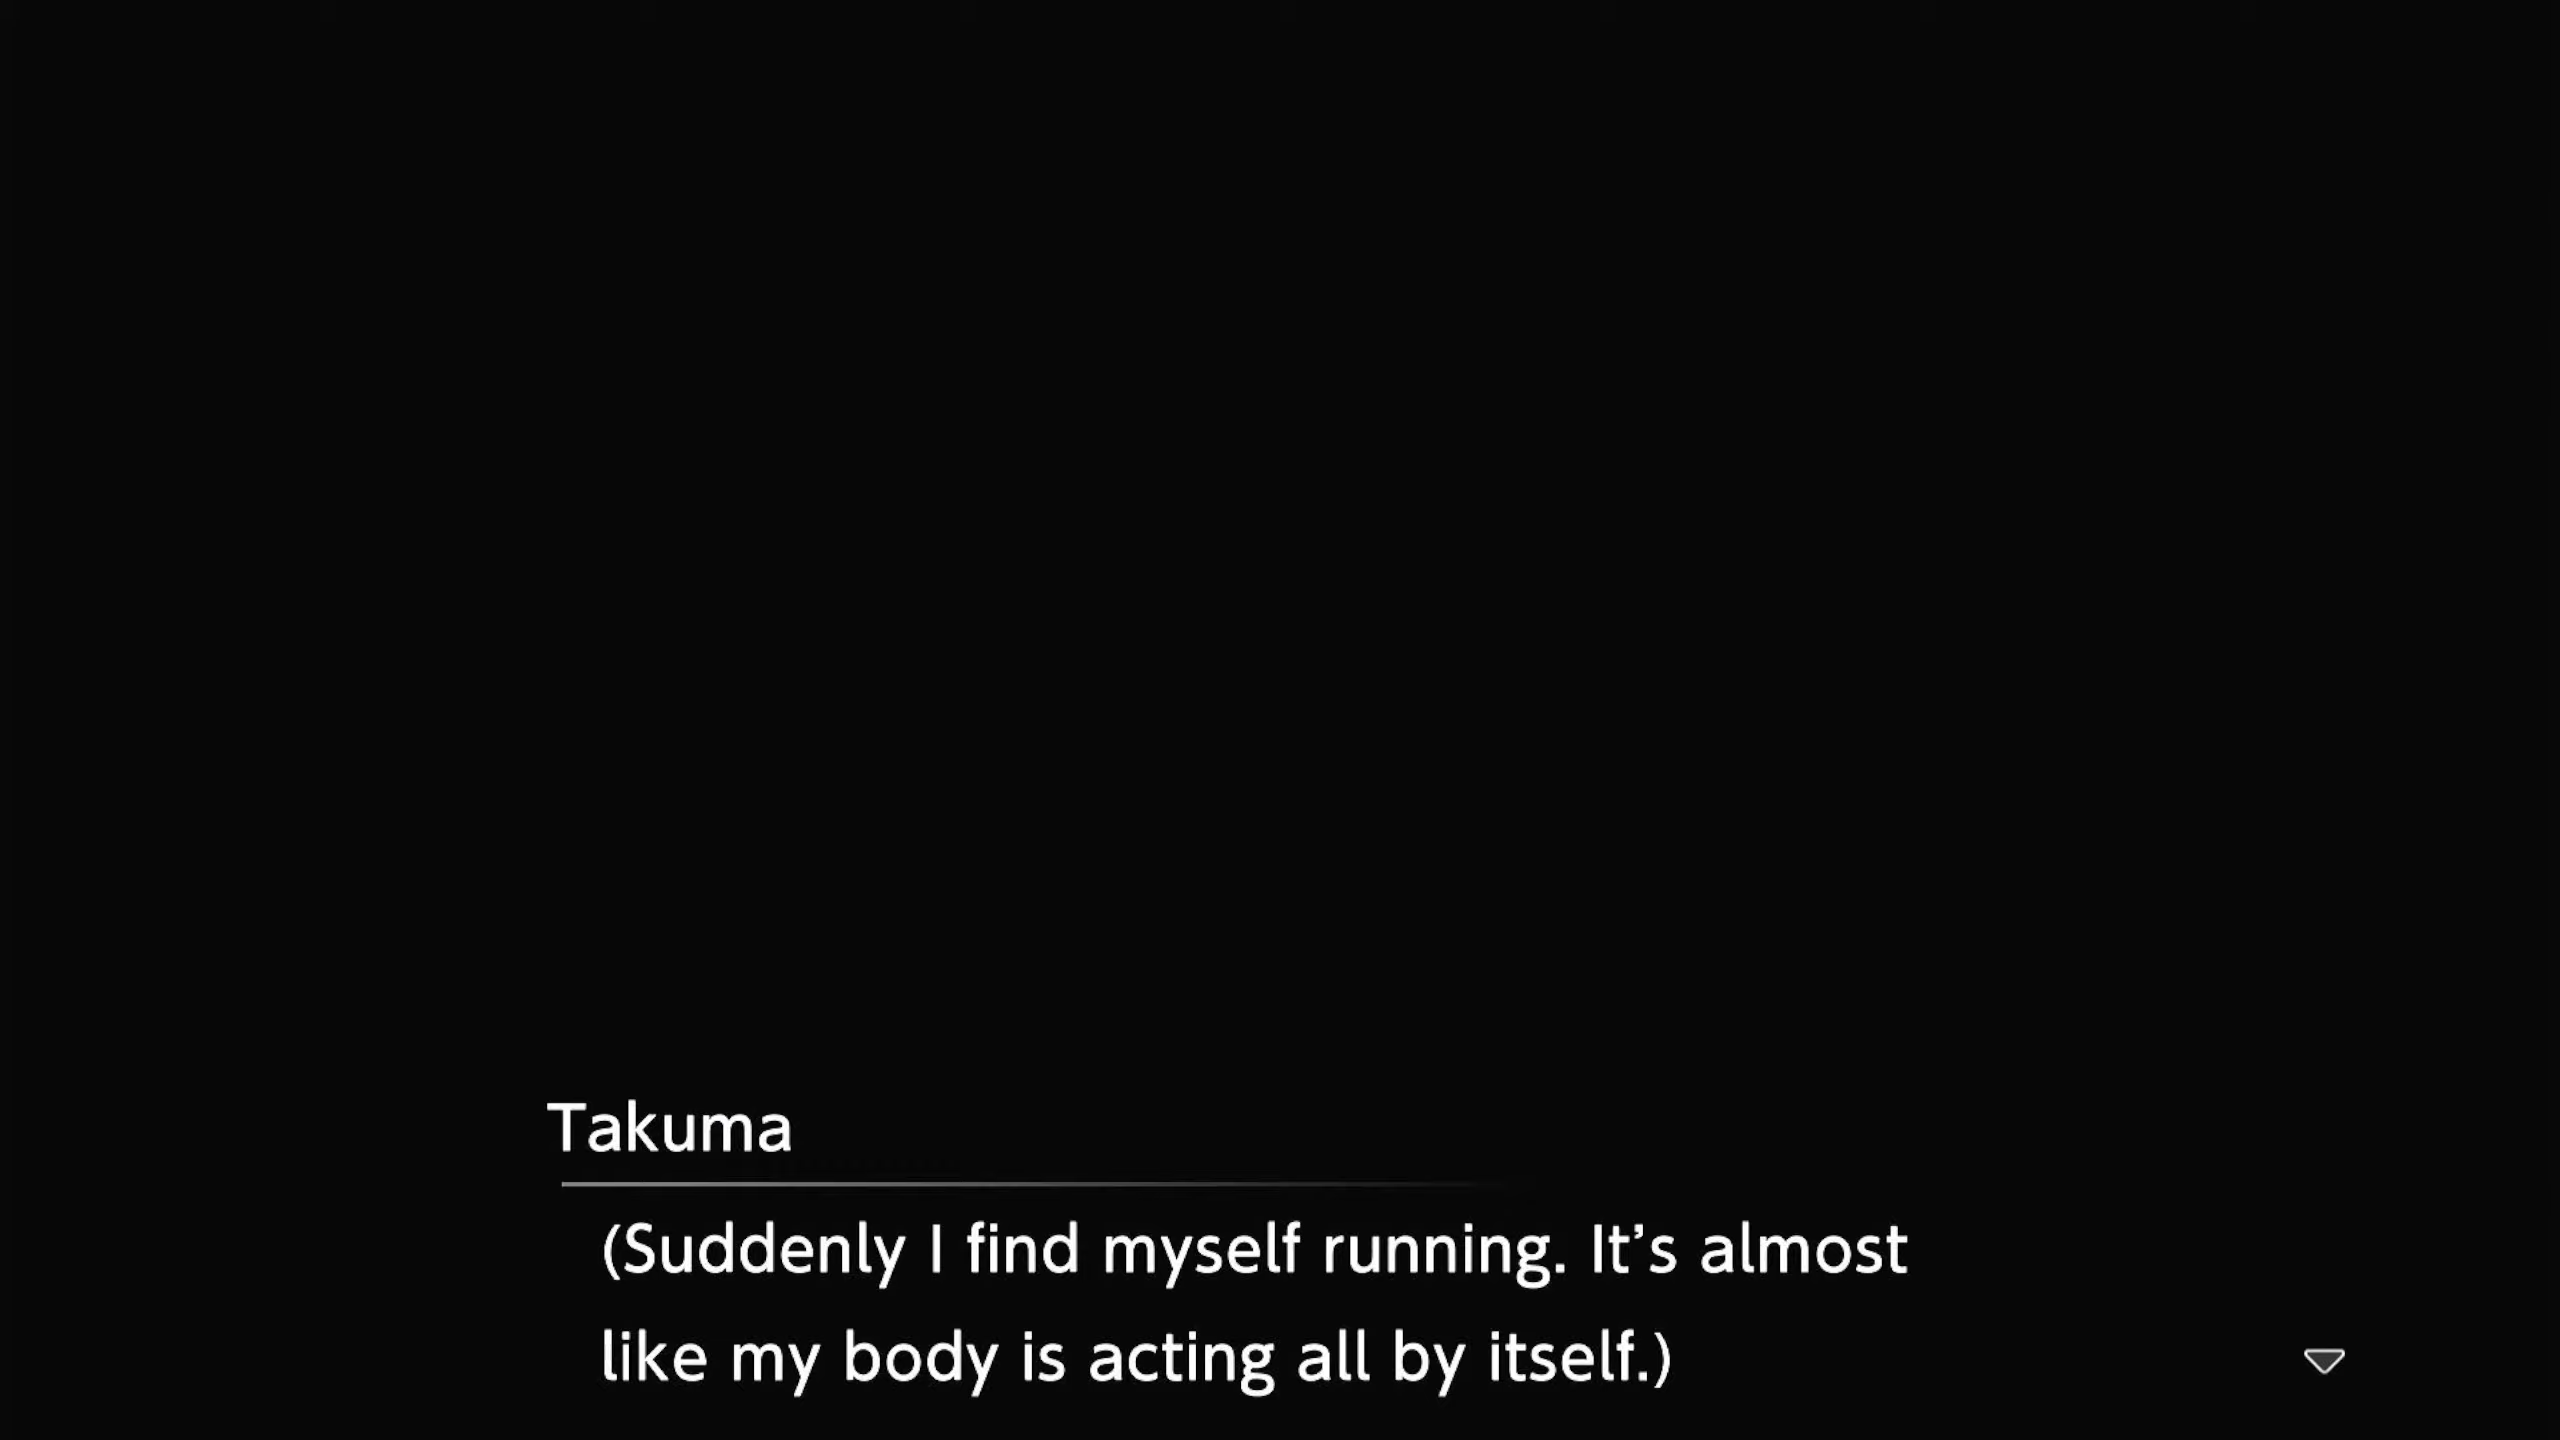 Takuma
(Suddenly I find myself running. It’s almost
like my body is acting all by itself.)